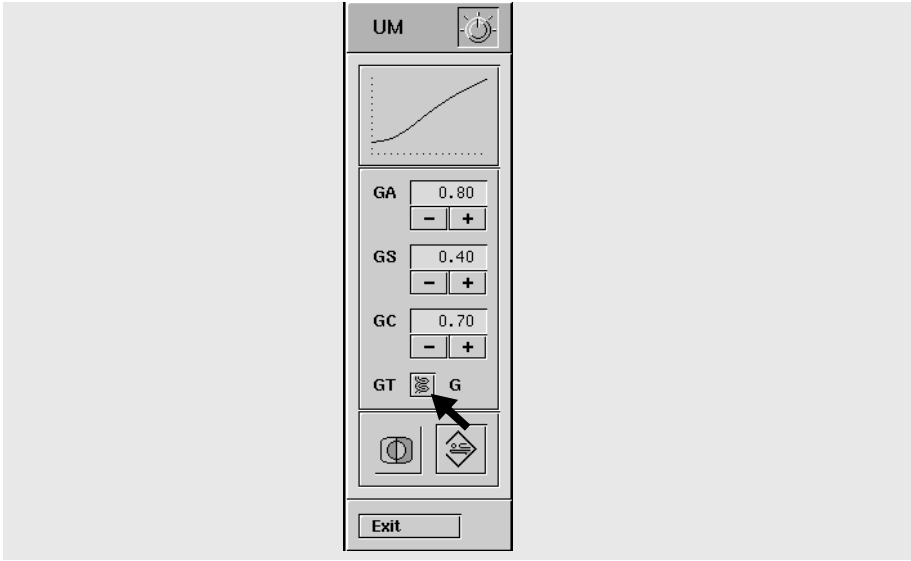 UM
GA 0.80
- +
GS 0.40
- +
GC 0.70
- +
GT G
Exit